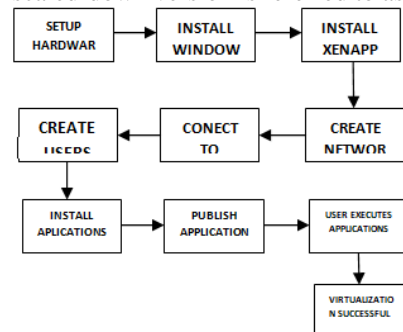 SETUP
HARDWAR
INSTALL
WINDOW
INSTALL
XENAPP
CREATE
CONECT
TO
CREATE
NETWOR
INSTALL
APLICATIONS
PUBLISH
APPLICATION
USER EXECUTES
APPLICATIONS
VIRTUALIZATIO
N SUCCESSFUL